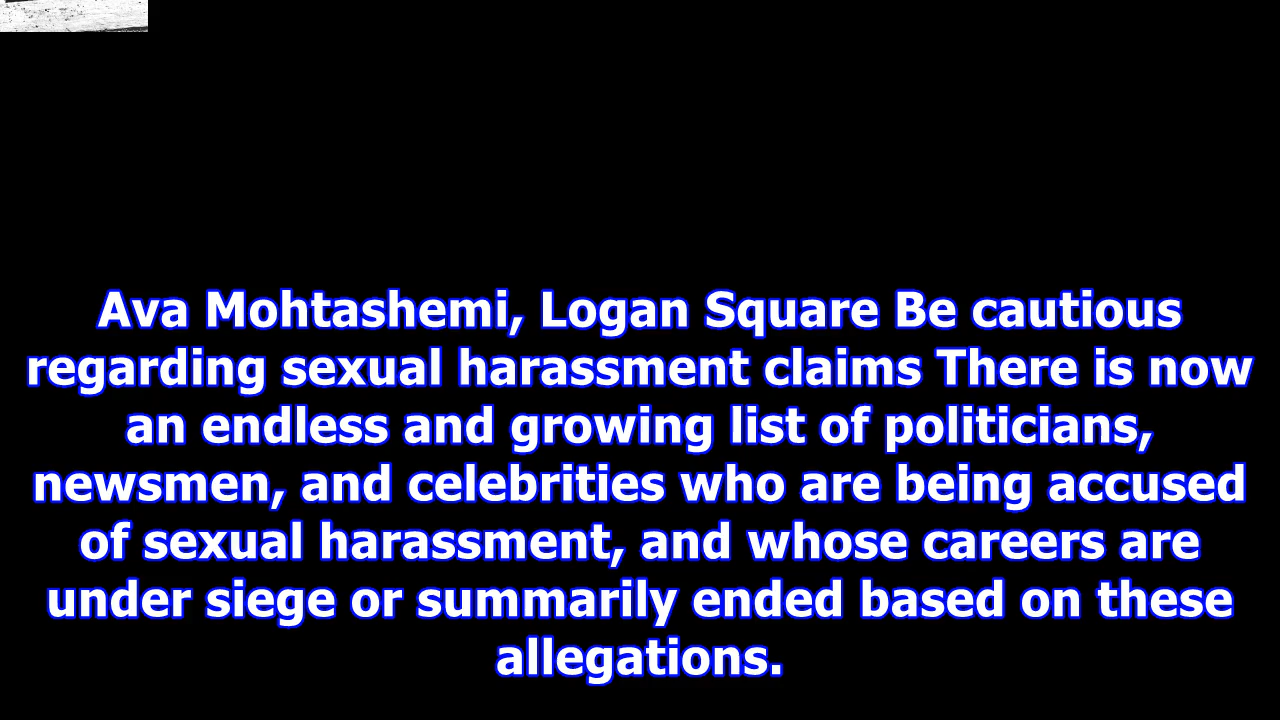 Ava Mohtashemi, Logan Square Be cautious
regarding sexual harassment claims There is now
an endless and growing list of politicians,
newsmen, and celebrities who are being accused
of sexual harassment, and whose careers are
under siege or summarily ended based on these
allegations.